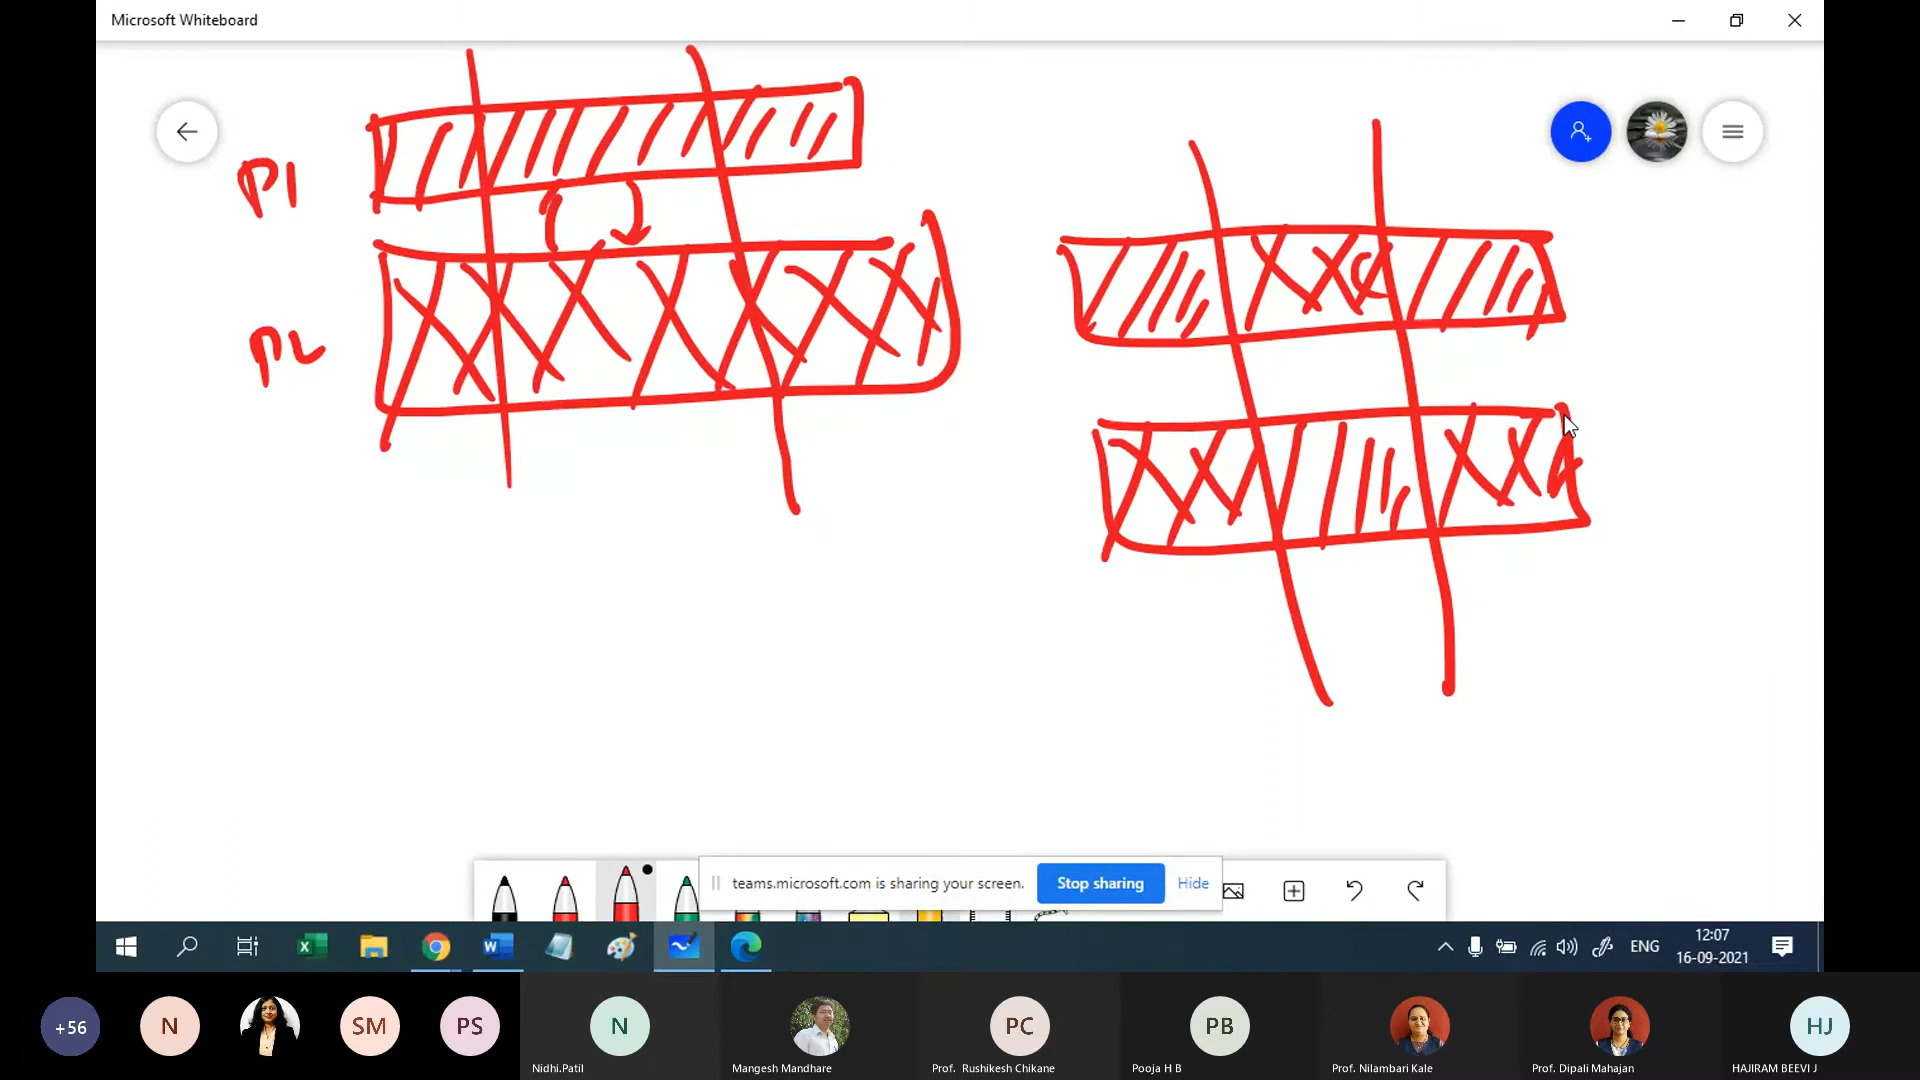 Microsoft Whiteboard
P1
P2
teams.microsoft.com is sharing your screen.
Stop sharing
Hide
ENG
12:07
16-09-2021
+56
N
SM
PS
N
PC
PB
HJ
Nidhi.Patil
Mangesh Mandhare
Prof. Rushikesh Chikane
Pooja H B
Prof. Nilambari Kale
Prof. Dipali Mahajan
HAJIRAM BEEVI J